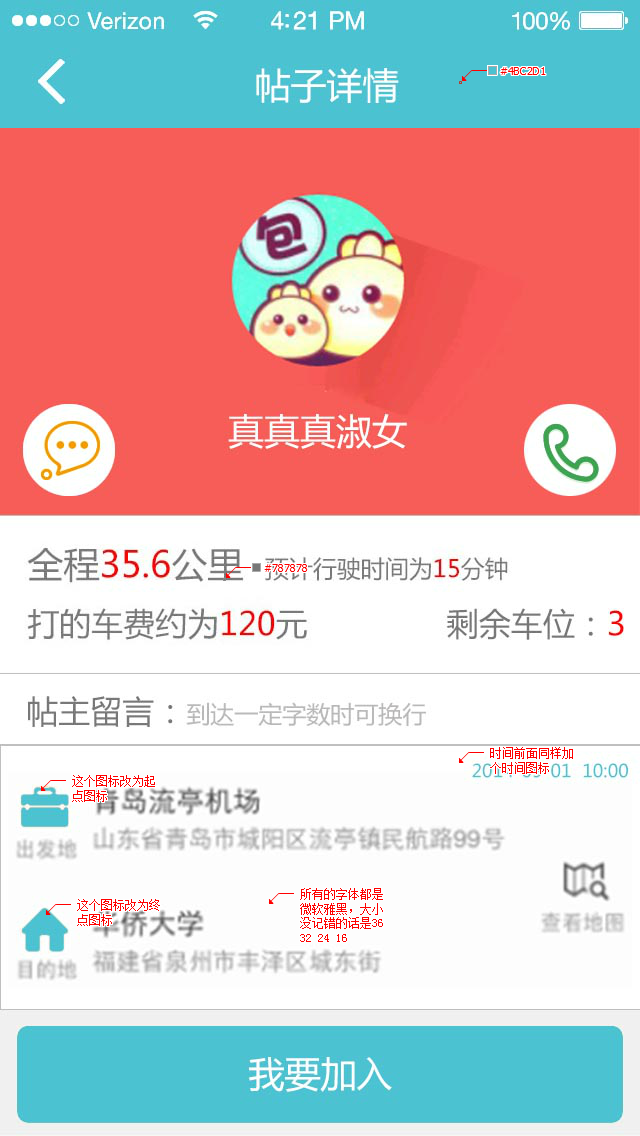 Verizon 4:21 PM 100%
帖子详情
#4BC2D1
包
真真真淑女
全程35.6公里
#787878
预计行驶时间为15分钟
打的车费约为120元
剩余车位：3
帖主留言：到达一定字数时可换行
时间前面同样加
个时间图标
01 10:00
这个图标改为起
点图标
青岛流亭机场
山东省青岛市城阳区流亭镇民航路99号
出发地
查看地图
这个图标改为终
点图标
所有的字体都是
微软雅黑，大小
没记错的话是36
32 24 16
华侨大学
福建省泉州市丰泽区城东街
目的地
我要加入